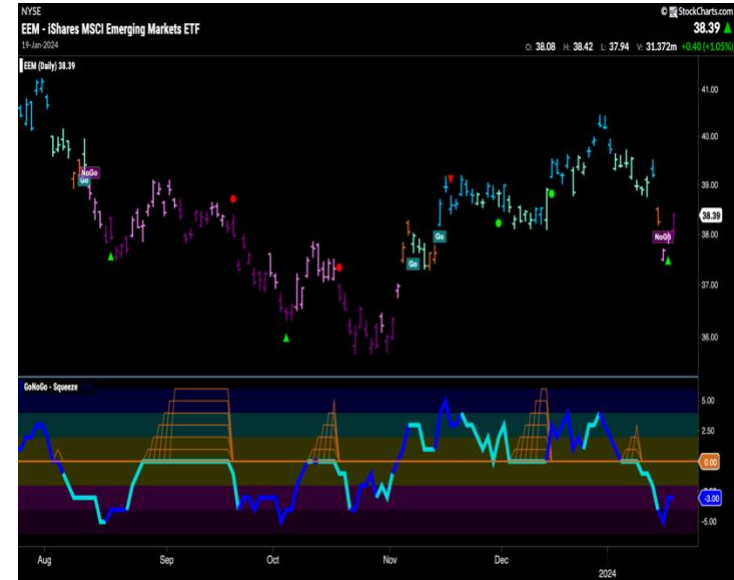 NYSE
© StockCharts.com
EEM - iShares MSCI Emerging Markets ETF
38.39
19-Jan-2024
O: 38.08 H: 38.42 L: 37.94 V: 31.372m +0.40 (+1.05%)
EEM (Daily) 38.39
41.00
40.00
NoGo
Go
39.00
38.39
Go
NoGo
38.00
Go
37.00
36.00
GoNoGo - Squeeze
5.00
2.50
0.00
-3.00
-5.00
Aug
Sep
Oct
Nov
Dec
2024